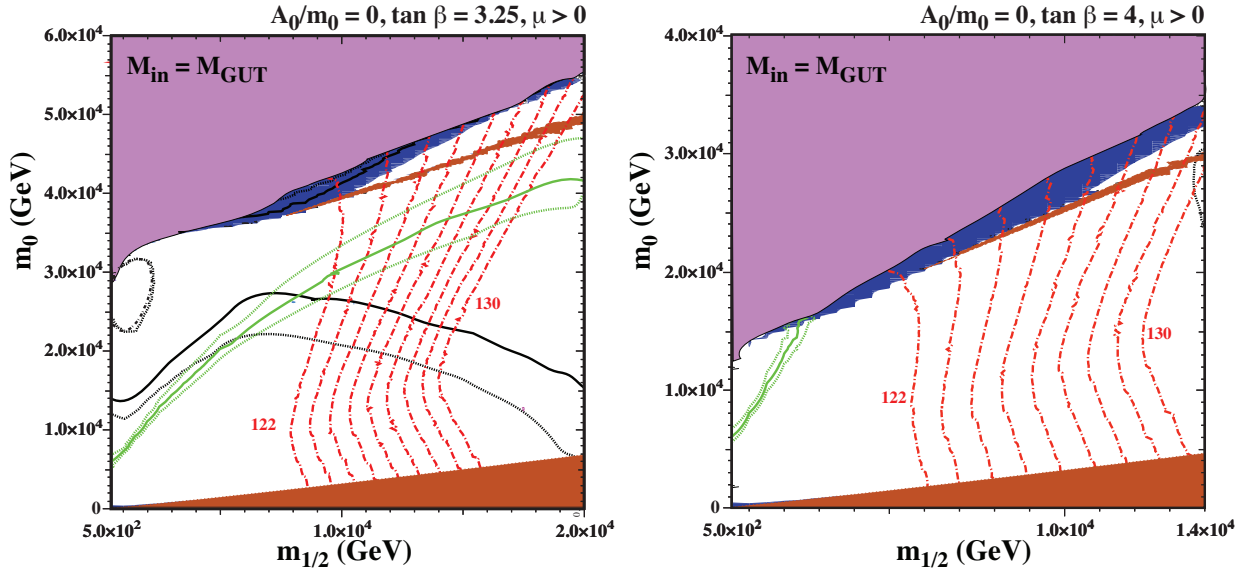 A₀/m₀ = 0, tan β = 3.25, μ > 0
6.0×10⁴
M_in = M_GUT
5.0×10⁴
4.0×10⁴
m₀ (GeV)
3.0×10⁴
130
2.0×10⁴
122
1.0×10⁴
0
5.0×10² 1.0×10⁴ 2.0×10⁴
m₁/₂ (GeV)
A₀/m₀ = 0, tan β = 4, μ > 0
4.0×10⁴
M_in = M_GUT
3.0×10⁴
m₀ (GeV)
2.0×10⁴
130
1.0×10⁴
122
0
5.0×10² 1.0×10⁴ 1.4×10⁴
m₁/₂ (GeV)